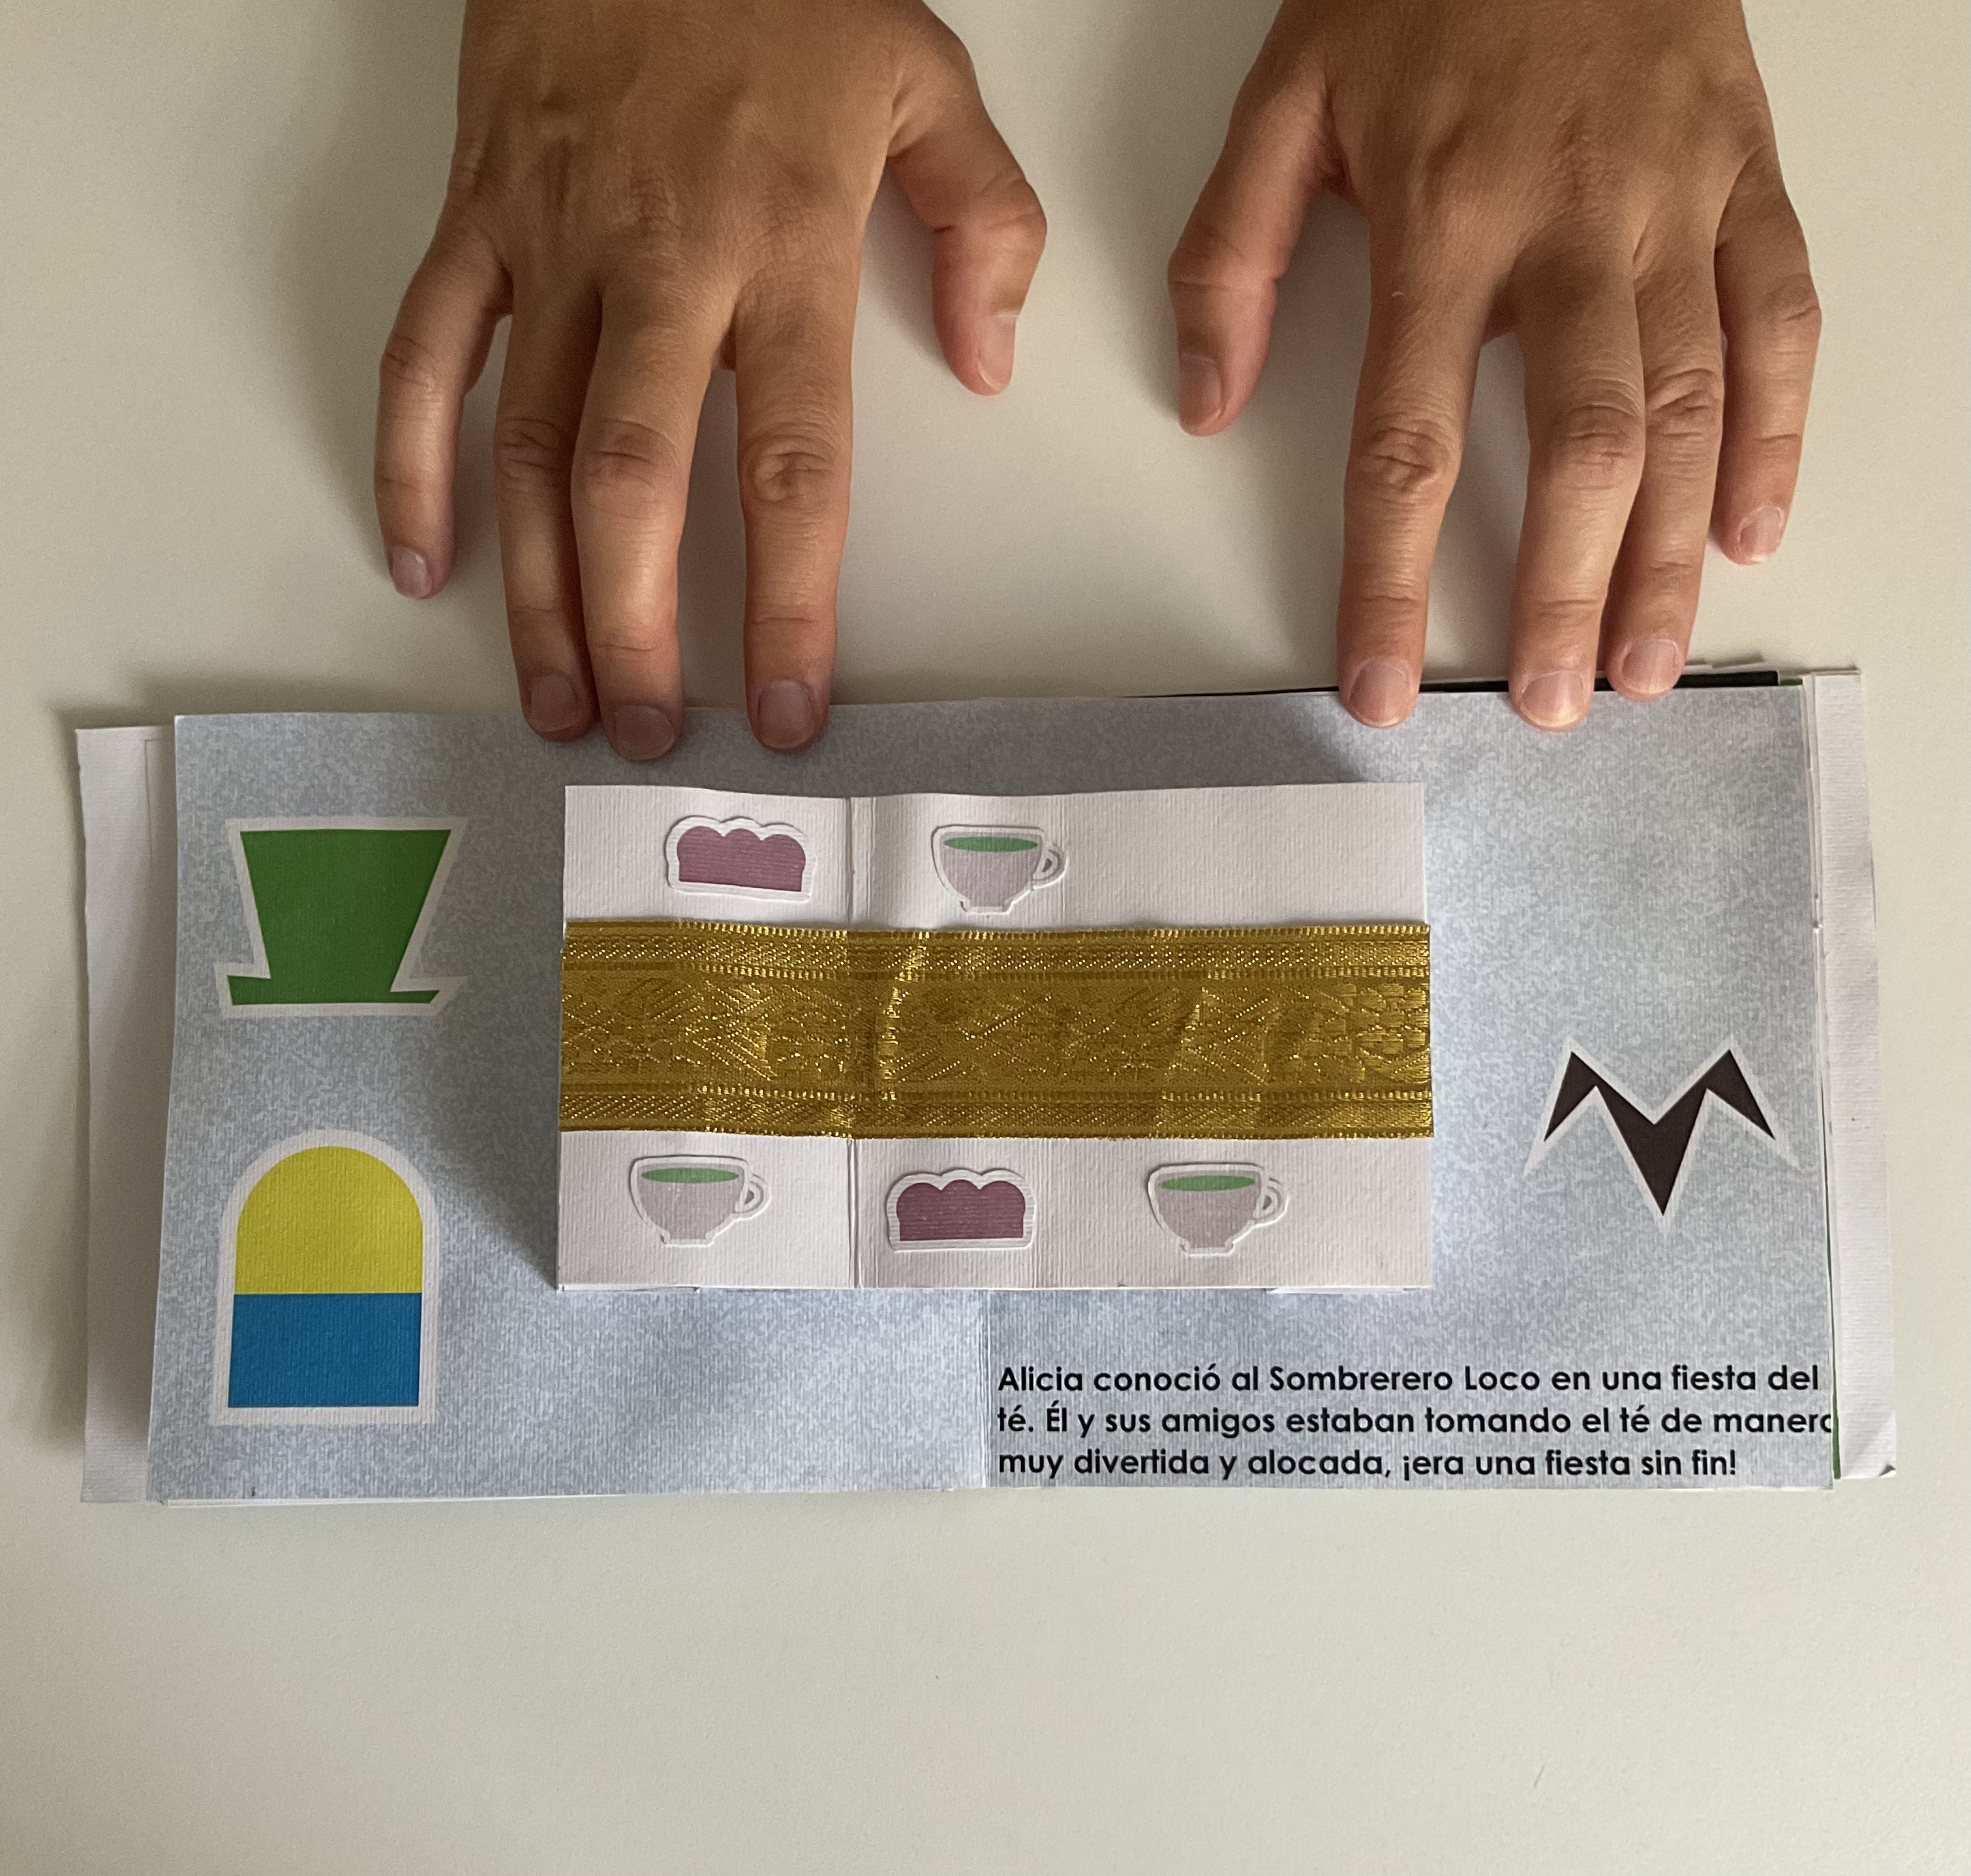 Alicia conoció al Sombrerero Loco en una fiesta del
té. Él y sus amigos estaban tomando el té de manera
muy divertida y alocada, ¡era una fiesta sin fin!